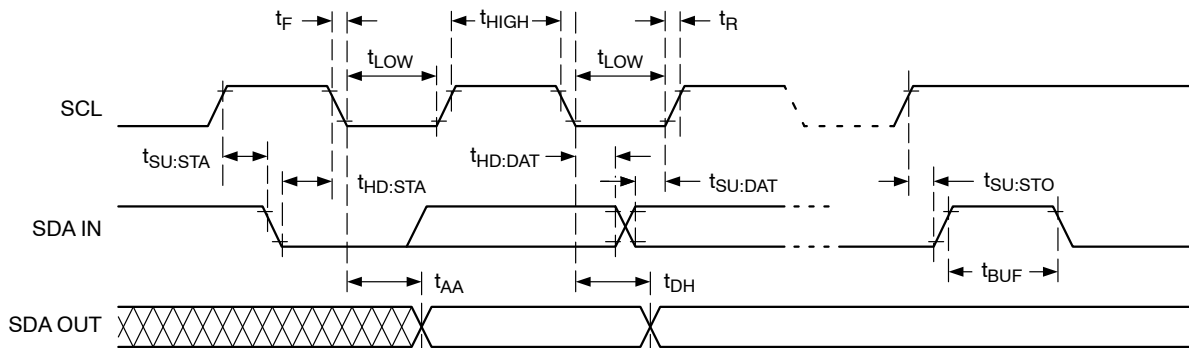 tF
tHIGH
tR
tLOW
tLOW
SCL
tSU:STA
tHD:STA
tHD:DAT
tSU:DAT
tSU:STO
SDA IN
tBUF
tAA
tDH
SDA OUT